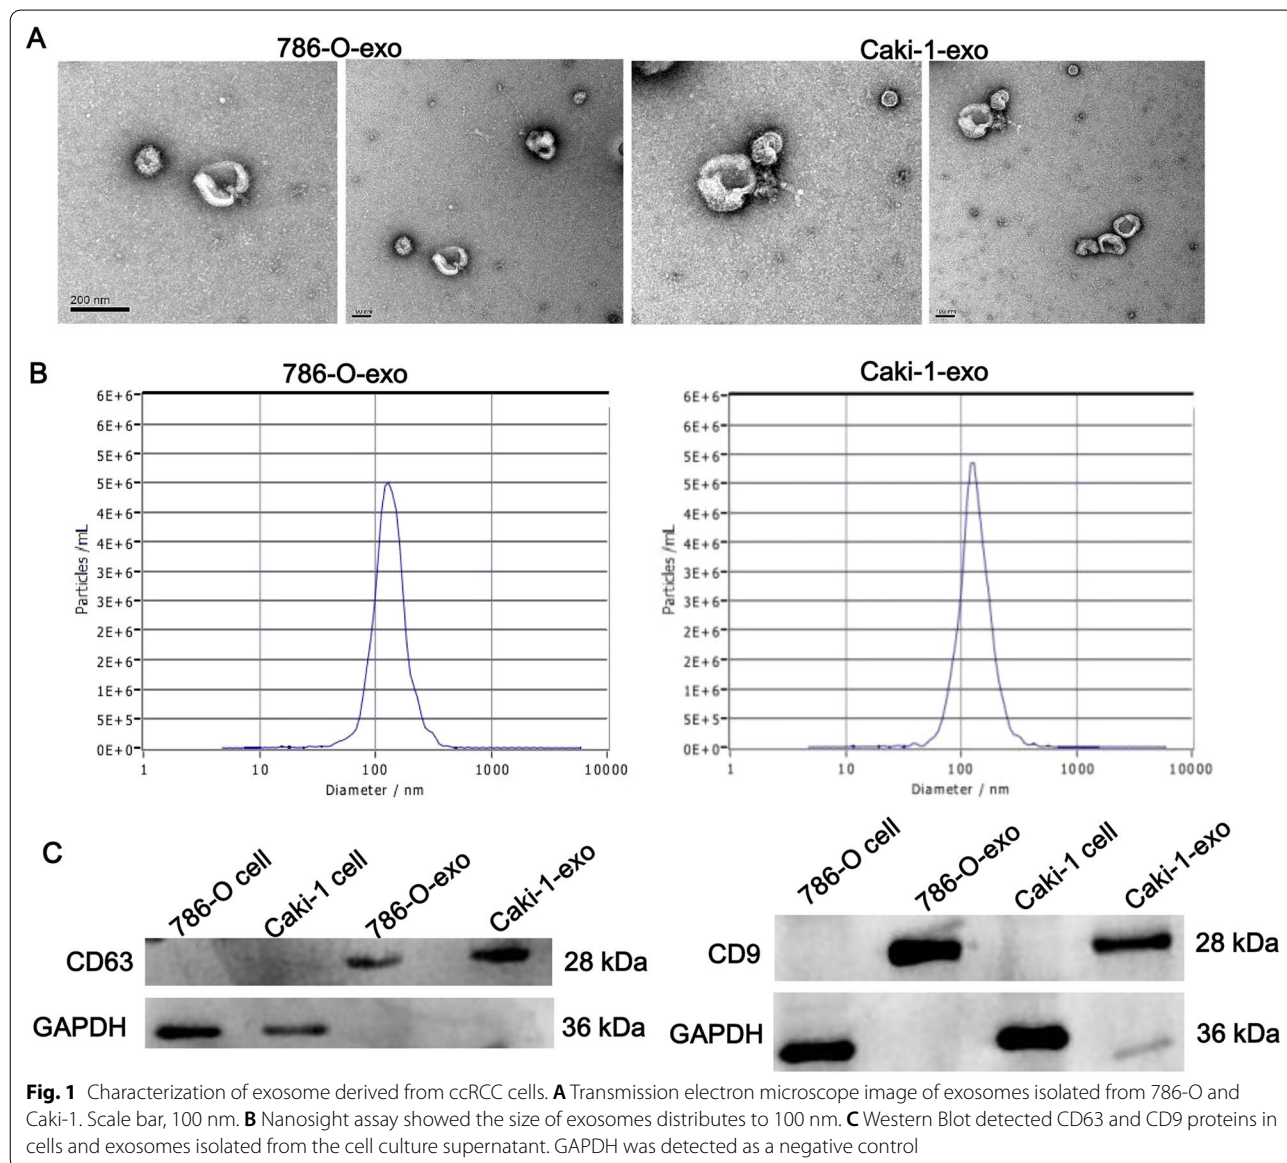 A
786-O-exo
Caki-1-exo
200 nm
100 nm
B
786-O-exo
Caki-1-exo
6E+6
6E+6
5E+6
5E+6
4E+6
4E+6
3E+6
3E+6
2E+6
2E+6
1E+6
5E+5
0E+0
Particles /mL
1
10
100
1000
10000
Diameter / nm
6E+6
6E+6
5E+6
5E+6
4E+6
4E+6
3E+6
3E+6
2E+6
2E+6
1E+6
5E+5
0E+0
Particles /mL
1
10
100
1000
10000
Diameter / nm
C
786-O cell
Caki-1 cell
786-O-exo
Caki-1-exo
CD63
28 kDa
GAPDH
36 kDa
786-O cell
786-O-exo
Caki-1 cell
Caki-1-exo
CD9
28 kDa
GAPDH
36 kDa
Fig. 1 Characterization of exosome derived from ccRCC cells. A Transmission electron microscope image of exosomes isolated from 786-O and
Caki-1. Scale bar, 100 nm. B Nanosight assay showed the size of exosomes distributes to 100 nm. C Western Blot detected CD63 and CD9 proteins in
cells and exosomes isolated from the cell culture supernatant. GAPDH was detected as a negative control